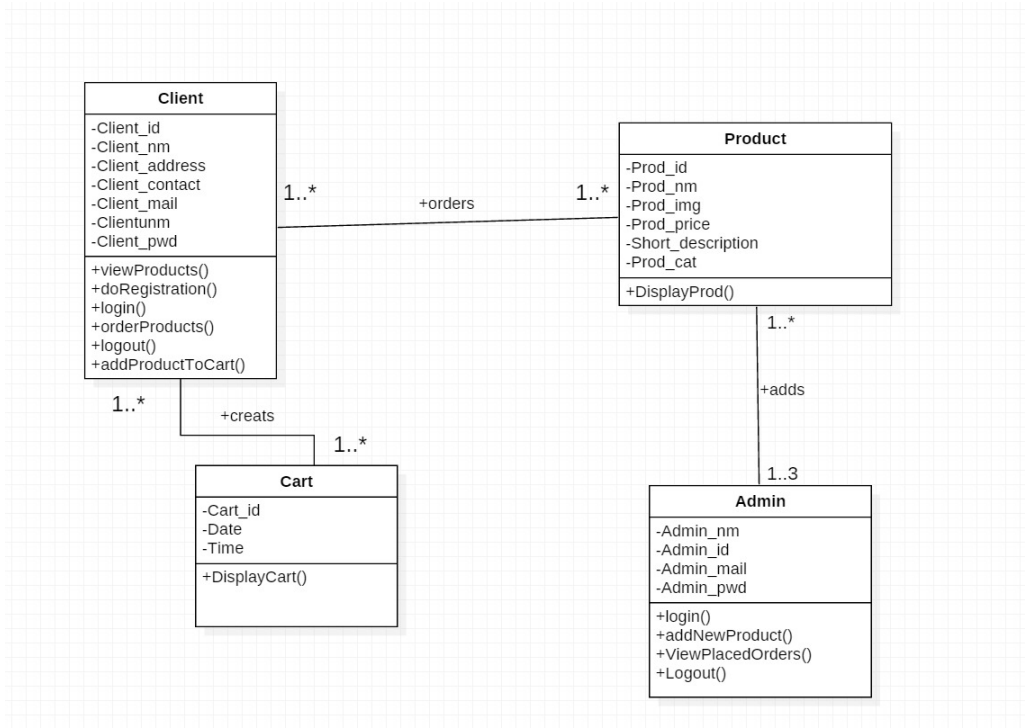 Client
-Client_id
-Client_nm
-Client_address
-Client_contact
-Client_mail
-Clientunm
-Client_pwd
+viewProducts()
+doRegistration()
+login()
+orderProducts()
+logout()
+addProductToCart()
1..*
+orders
1..*
Product
-Prod_id
-Prod_nm
-Prod_img
-Prod_price
-Short_description
-Prod_cat
+DisplayProd()
1..*
+creats
1..*
Cart
-Cart_id
-Date
-Time
+DisplayCart()
1..*
+adds
1..3
Admin
-Admin_nm
-Admin_id
-Admin_mail
-Admin_pwd
+login()
+addNewProduct()
+ViewPlacedOrders()
+Logout()